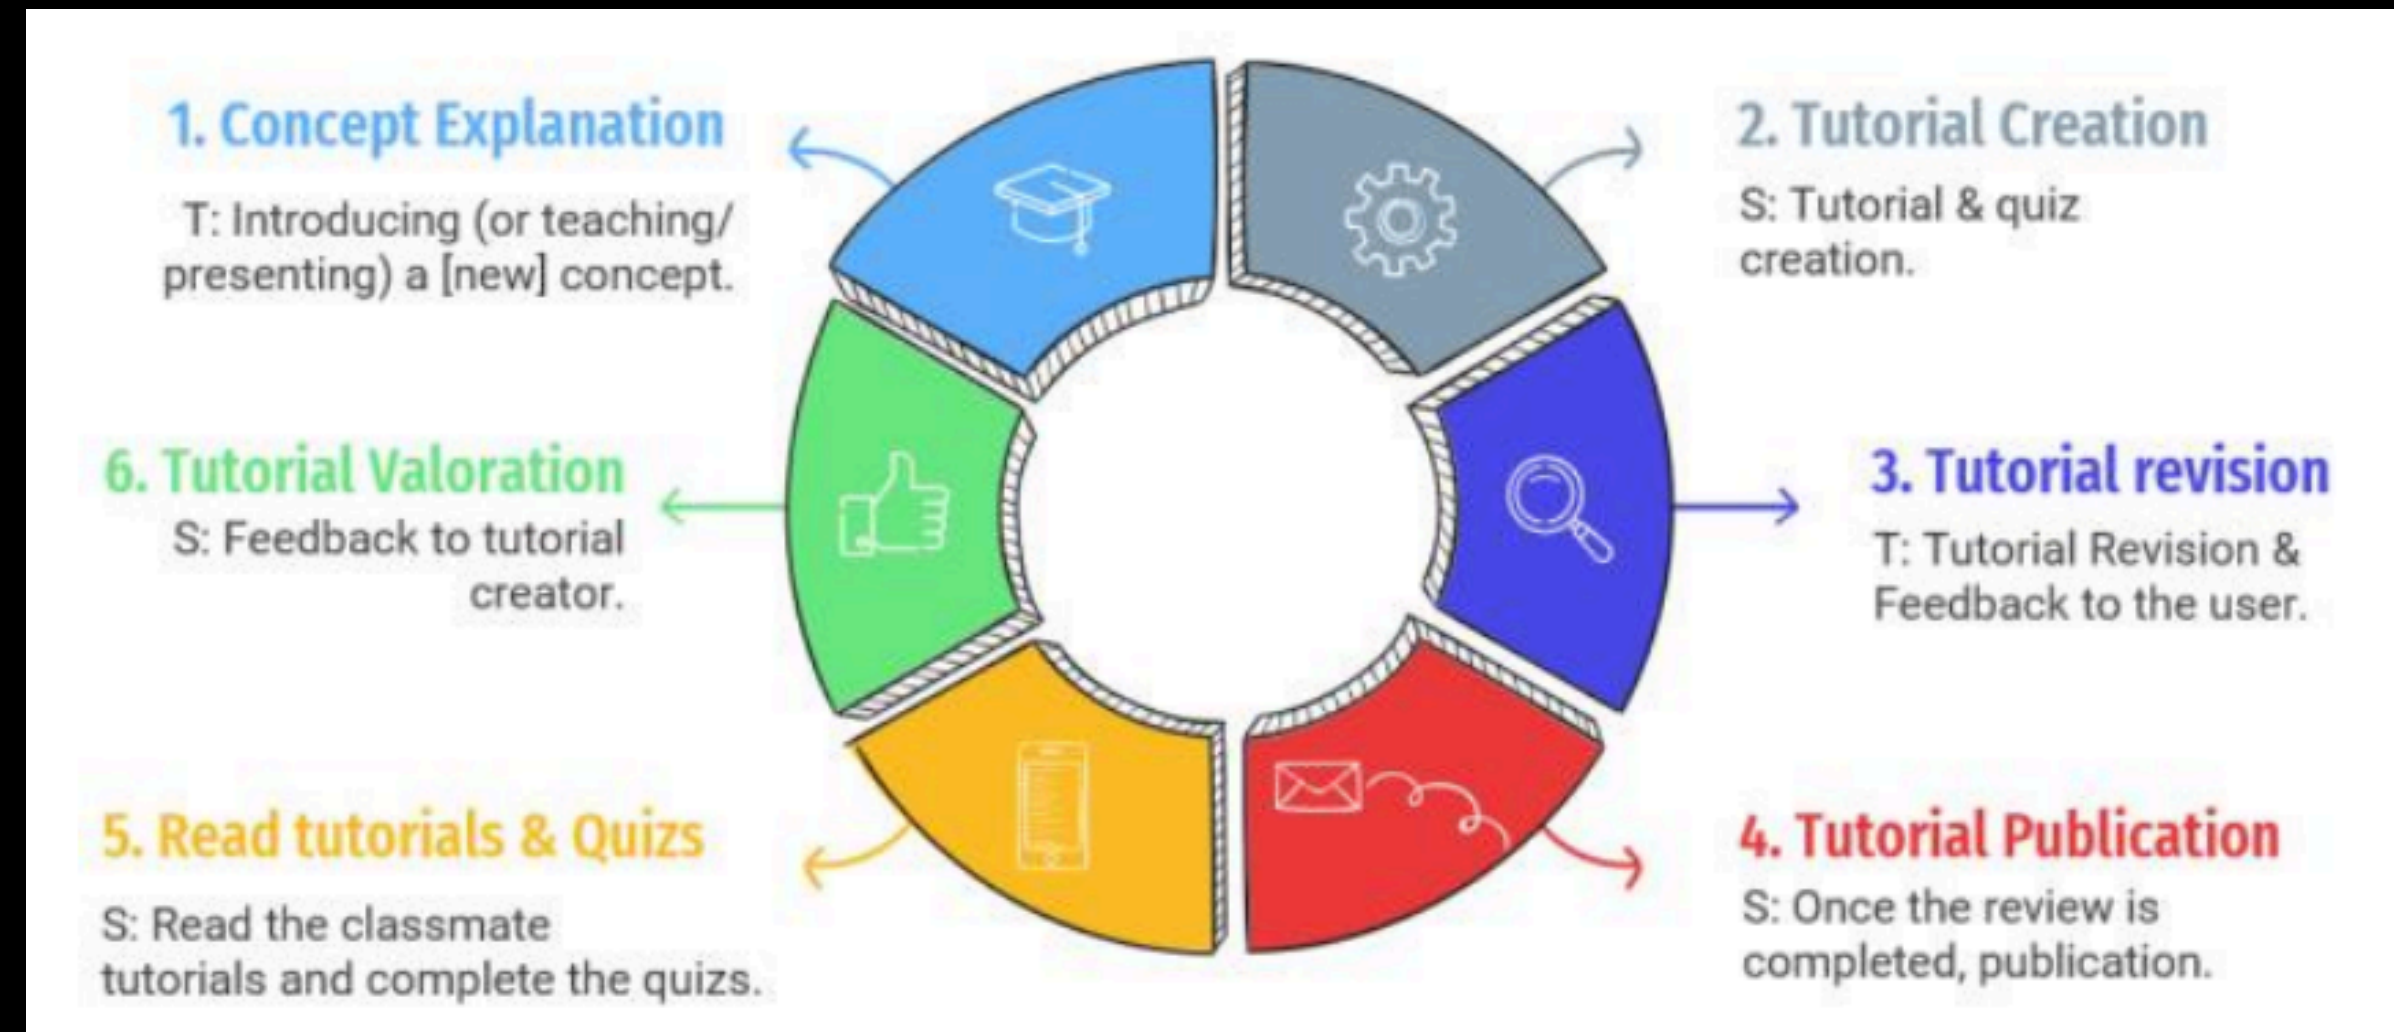 1. Concept Explanation
T: Introducing (or teaching/
presenting) a [new] concept.
2. Tutorial Creation
S: Tutorial & quiz
creation.
3. Tutorial revision
T: Tutorial Revision &
Feedback to the user.
4. Tutorial Publication
S: Once the review is
completed, publication.
5. Read tutorials & Quizs
S: Read the classmate
tutorials and complete the quizs.
6. Tutorial Valoration
S: Feedback to tutorial
creator.